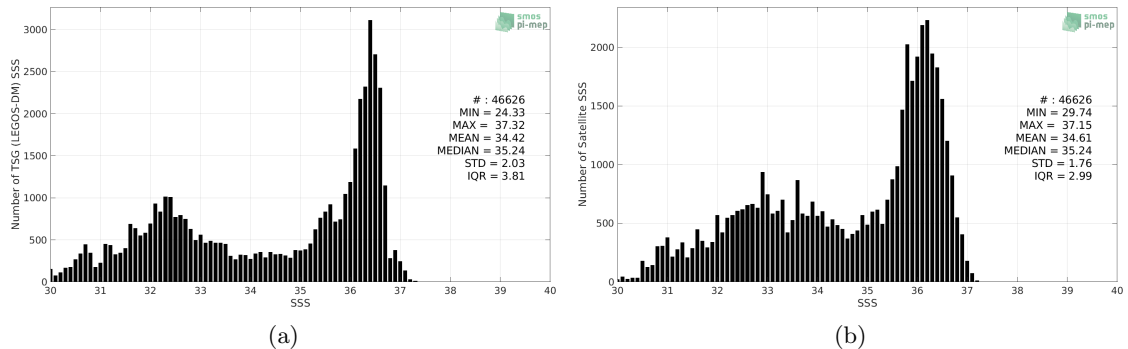 smos
pi-mep
3000
2500
2000
1500
1000
500
0
Number of TSG (LEGOS-DM) SSS
# : 46626
MIN = 24.33
MAX = 37.32
MEAN = 34.42
MEDIAN = 35.24
STD = 2.03
IQR = 3.81
30 31 32 33 34 35 36 37 38 39 40
SSS
(a)
smos
pi-mep
2000
1500
1000
500
0
Number of Satellite SSS
# : 46626
MIN = 29.74
MAX = 37.15
MEAN = 34.61
MEDIAN = 35.24
STD = 1.76
IQR = 2.99
30 31 32 33 34 35 36 37 38 39 40
SSS
(b)